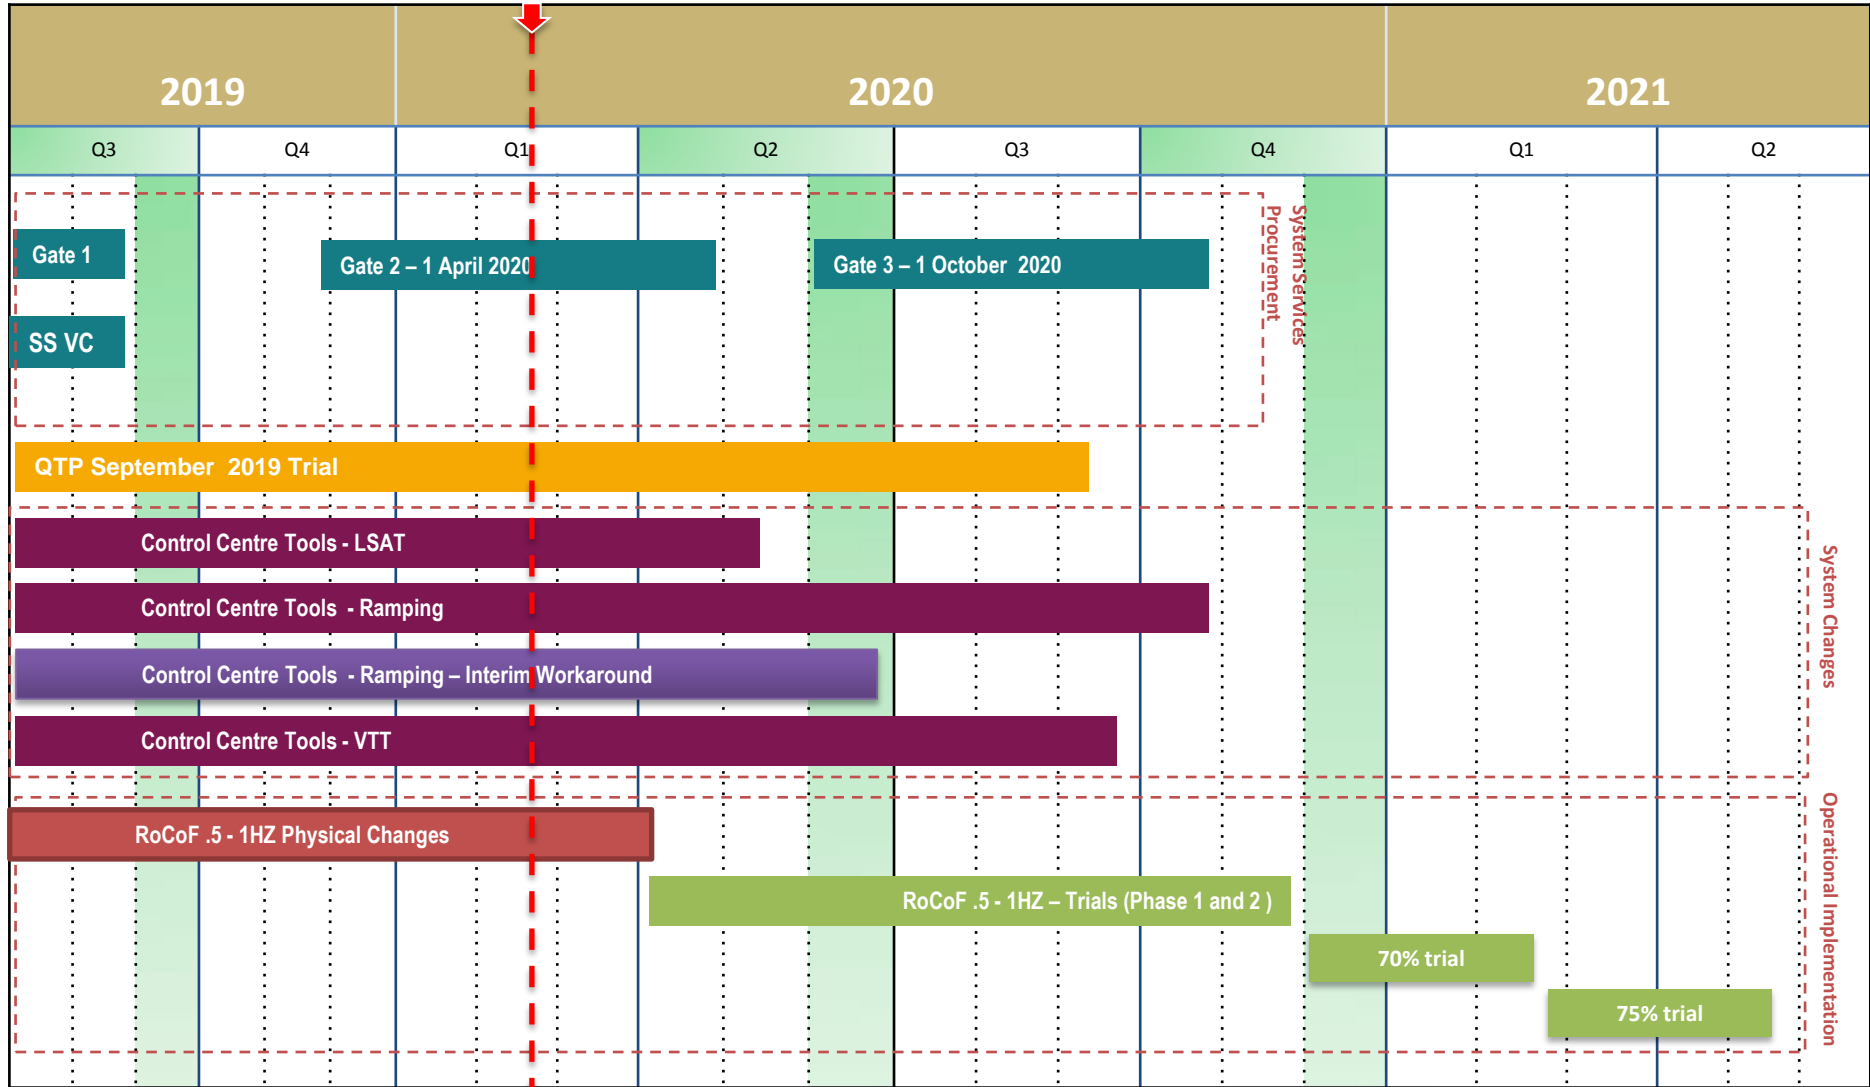 2019
2020
2021
Q3
Q4
Q1
Q2
Q3
Q4
Q1
Q2
System Services
Procurement
Gate 1
Gate 2 – 1 April 2020
Gate 3 – 1 October 2020
SS VC
QTP September 2019 Trial
System Changes
Control Centre Tools - LSAT
Control Centre Tools - Ramping
Control Centre Tools - Ramping – Interim Workaround
Control Centre Tools - VTT
Operational Implementation
RoCoF .5 - 1HZ Physical Changes
RoCoF .5 - 1HZ – Trials (Phase 1 and 2 )
70% trial
75% trial